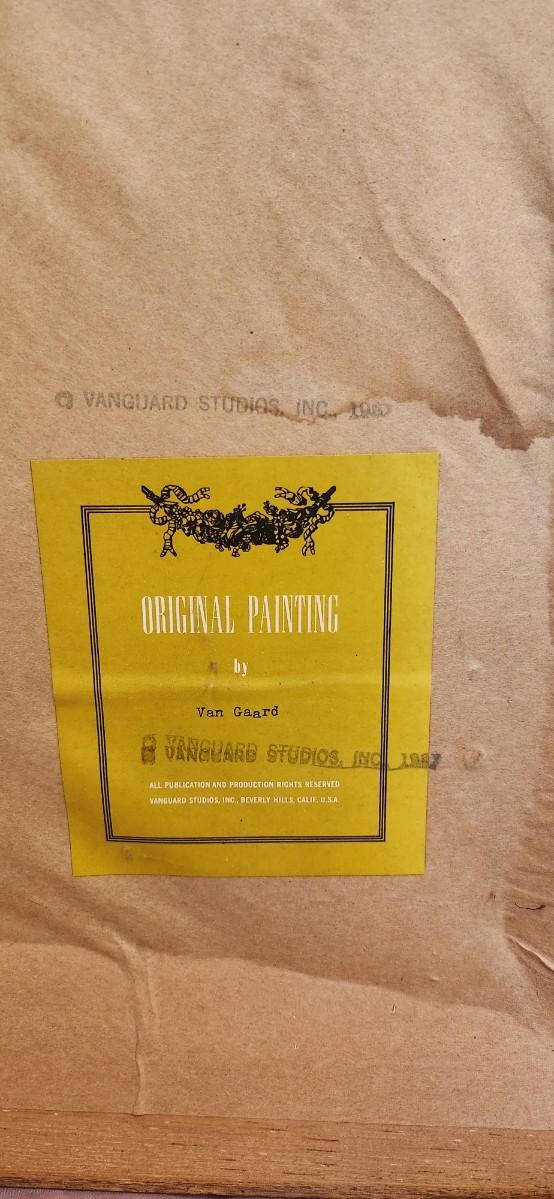 © VANGUARD STUDIOS, INC.,
ORIGINAL PAINTING
by
Van Gaard
© VANGUARD STUDIOS, INC., 1967
ALL PUBLICATION AND PRODUCTION RIGHTS RESERVED
VANGUARD STUDIOS, INC., BEVERLY HILLS, CALIF. U.S.A.